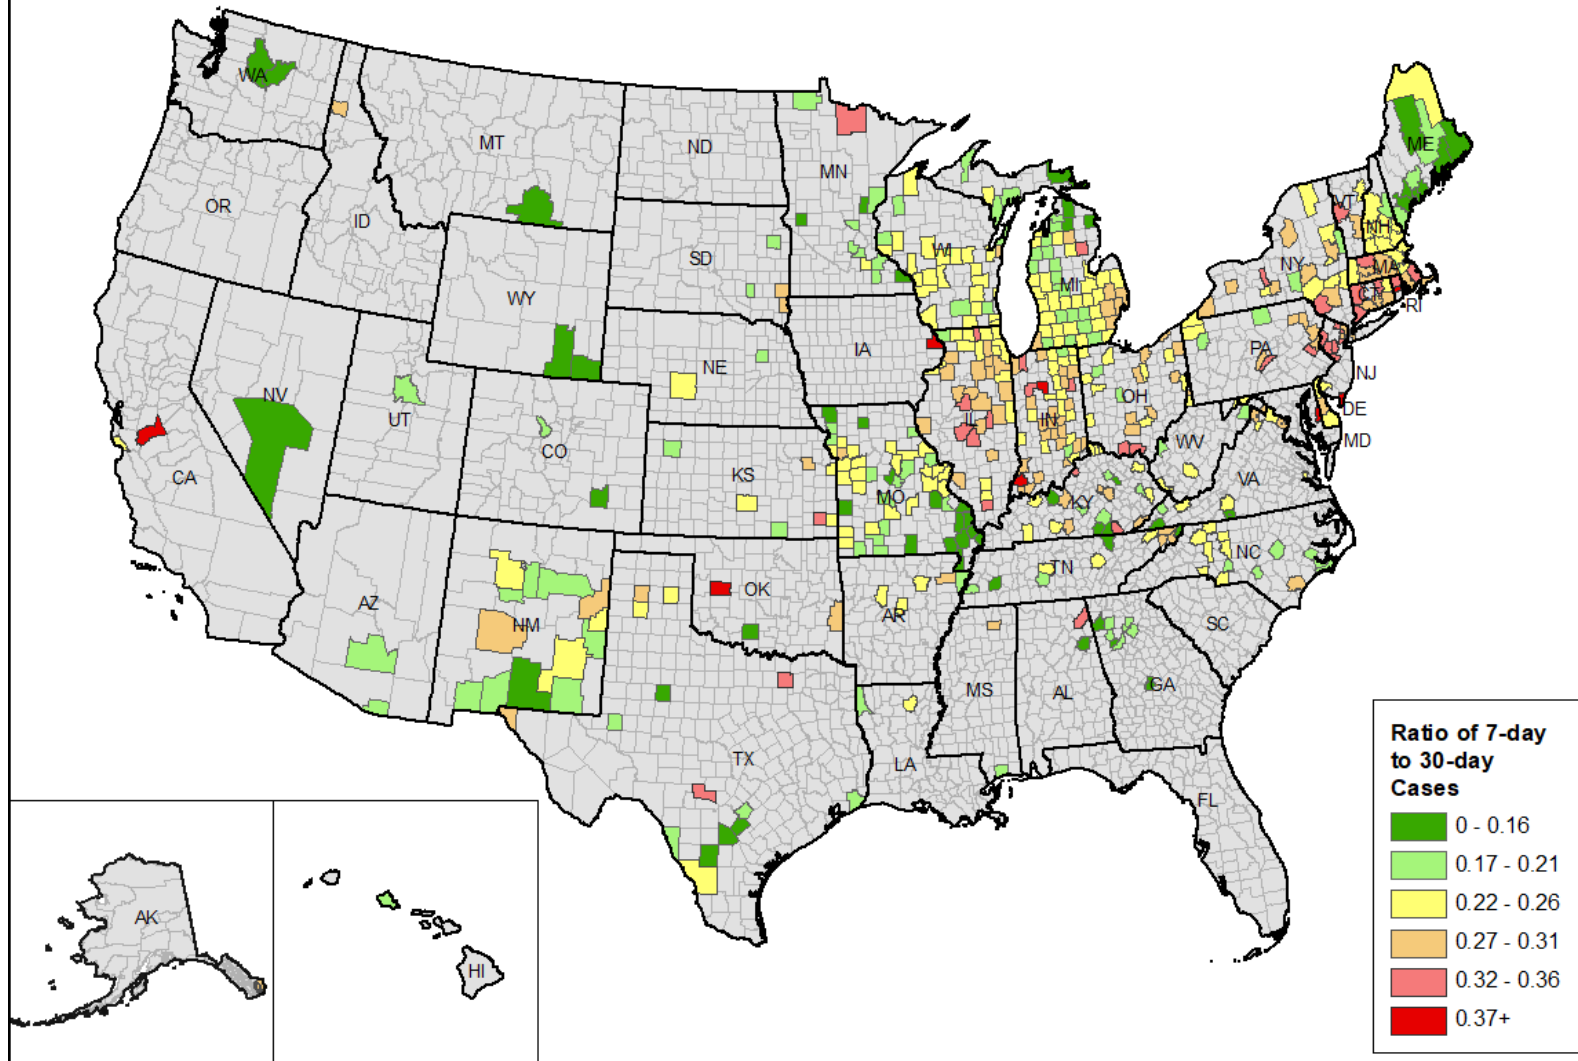 WA
MT
ND
MN
ME
OR
ID
VT
NH
SD
WI
NY
MA
MI
CT
RI
WY
IA
PA
NE
NJ
NV
OH
DE
UT
IL
IN
MD
CO
WV
CA
KS
VA
MO
KY
NC
OK
TN
AZ
AR
NM
SC
MS
AL
GA
TX
LA
FL
AK
HI
Ratio of 7-day
to 30-day
Cases
0 - 0.16
0.17 - 0.21
0.22 - 0.26
0.27 - 0.31
0.32 - 0.36
0.37+